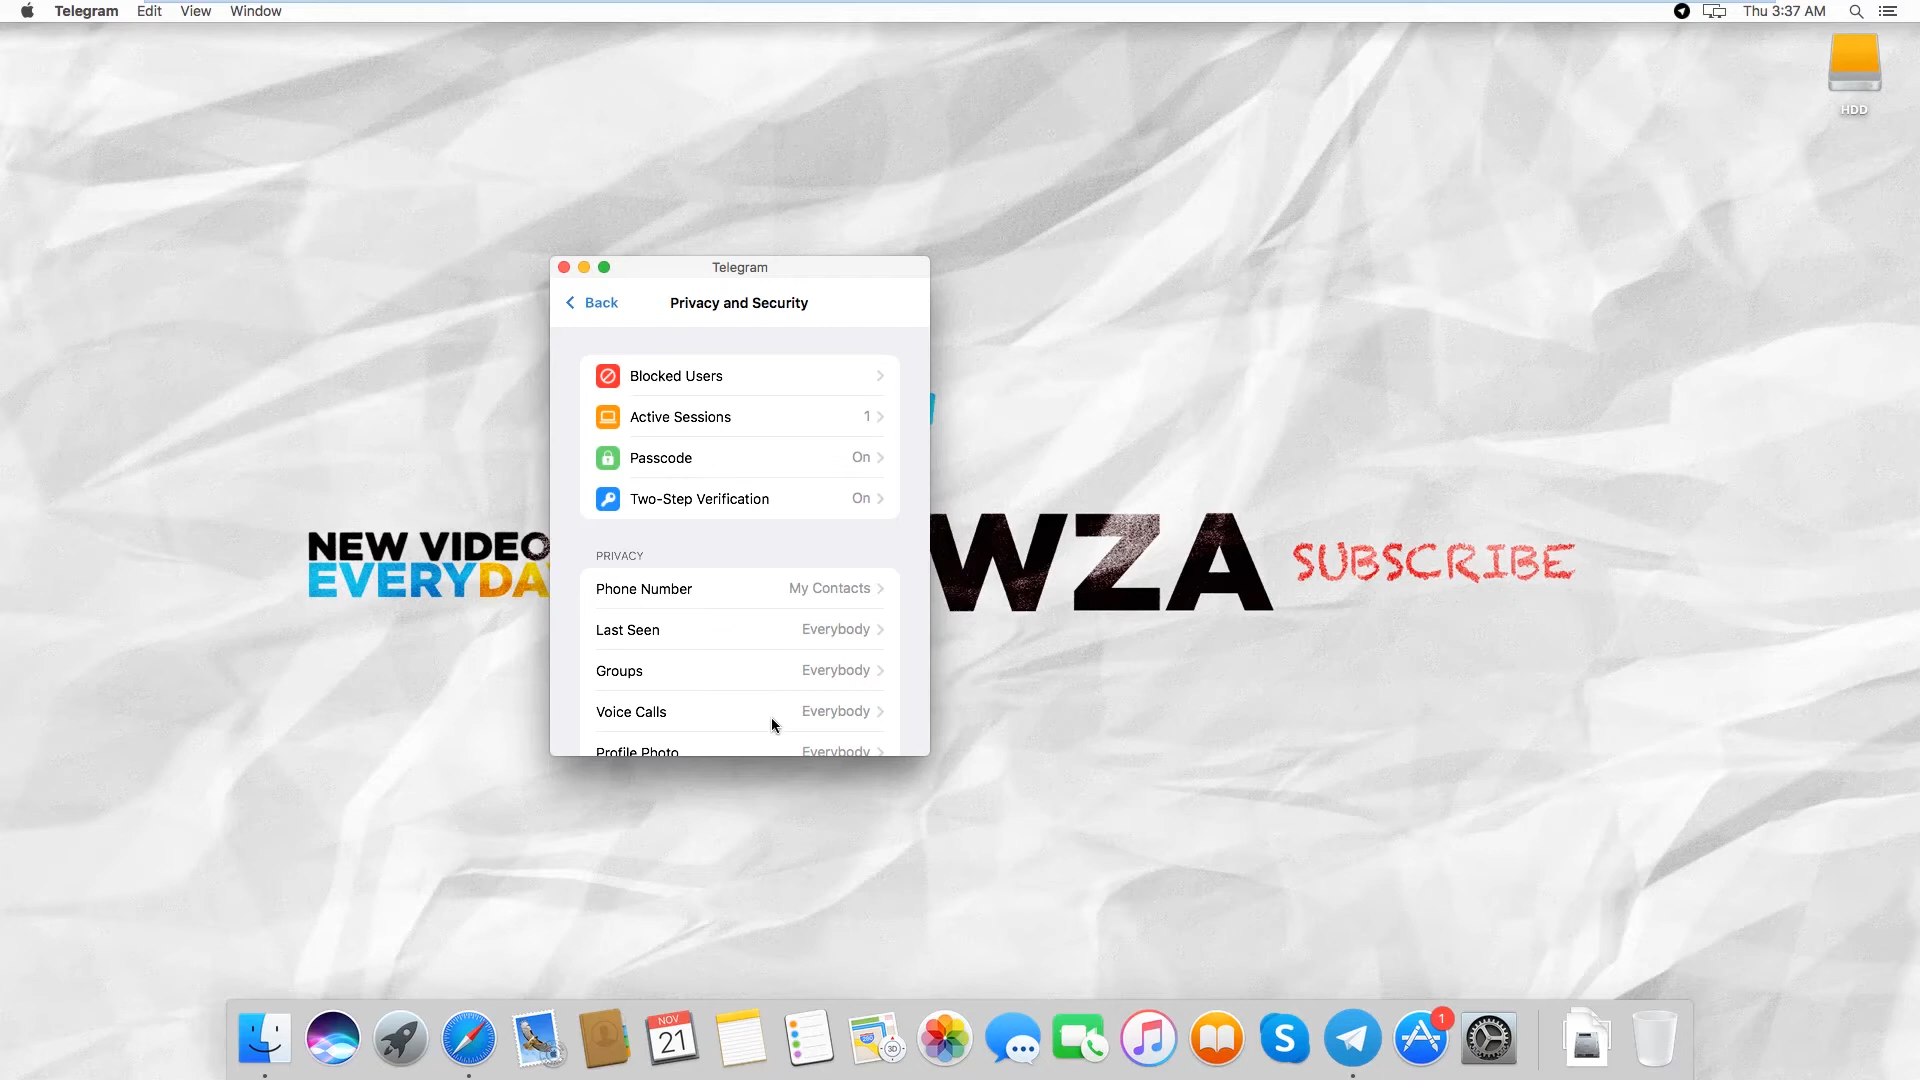 Telegram Edit View Window Thu 3:37 AM
HDD
Telegram
Back Privacy and Security
Blocked Users
Active Sessions 1
Passcode On
Two-Step Verification On
PRIVACY
Phone Number My Contacts
Last Seen Everybody
Groups Everybody
Voice Calls Everybody
Profile Photo Everybody
NEW VIDEO
EVERYDA
WZA
SUBSCRIBE
NOV
21
280
3D
1